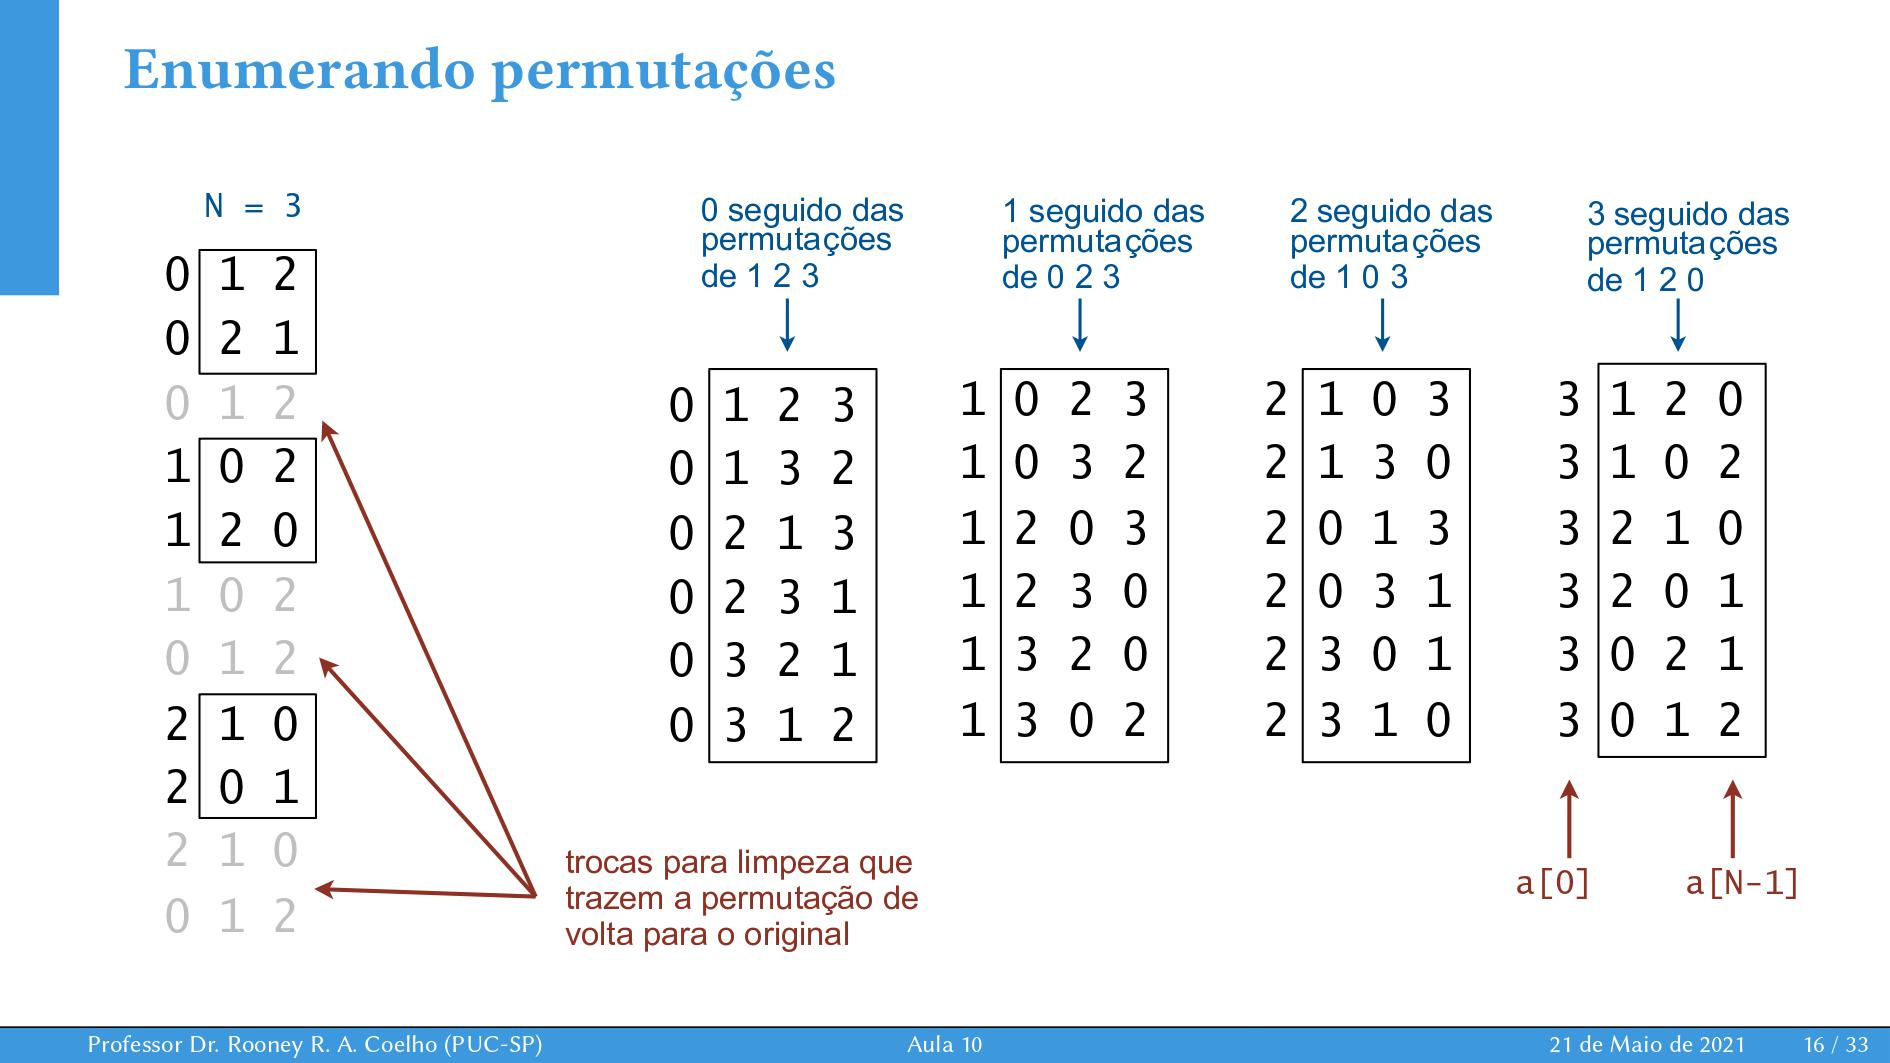 Enumerando permutações
N = 3
0 1 2
0 2 1
0 1 2
1 0 2
1 2 0
1 0 2
0 1 2
2 1 0
2 0 1
2 1 0
0 1 2
trocas para limpeza que
trazem a permutação de
volta para o original
0 seguido das
permutações
de 1 2 3
0 1 2 3
0 1 3 2
0 2 1 3
0 2 3 1
0 3 2 1
0 3 1 2
1 seguido das
permutações
de 0 2 3
1 0 2 3
1 0 3 2
1 2 0 3
1 2 3 0
1 3 2 0
1 3 0 2
2 seguido das
permutações
de 1 0 3
2 1 0 3
2 1 3 0
2 0 1 3
2 0 3 1
2 3 0 1
2 3 1 0
3 seguido das
permutações
de 1 2 0
3 1 2 0
3 1 0 2
3 2 1 0
3 2 0 1
3 0 2 1
3 0 1 2
a[0]
a[N-1]
Professor Dr. Rooney R. A. Coelho (PUC-SP)
Aula 10
21 de Maio de 2021
16 / 33